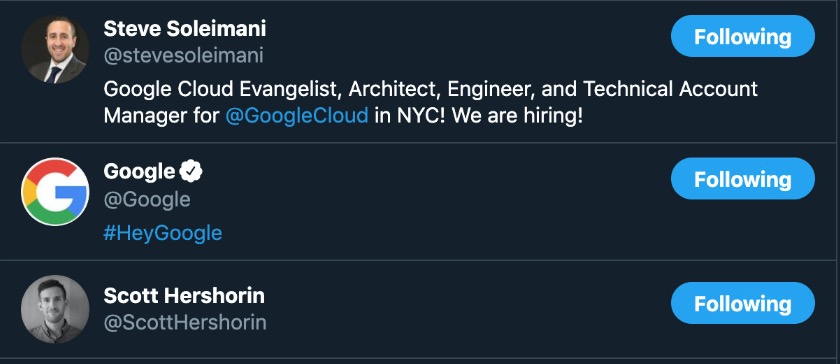 Steve Soleimani
Following
@stevesoleimani
Google Cloud Evangelist, Architect, Engineer, and Technical Account
Manager for @GoogleCloud in NYC! We are hiring!
Google
Following
@Google
#HeyGoogle
Scott Hershorin
Following
@ScottHershorin